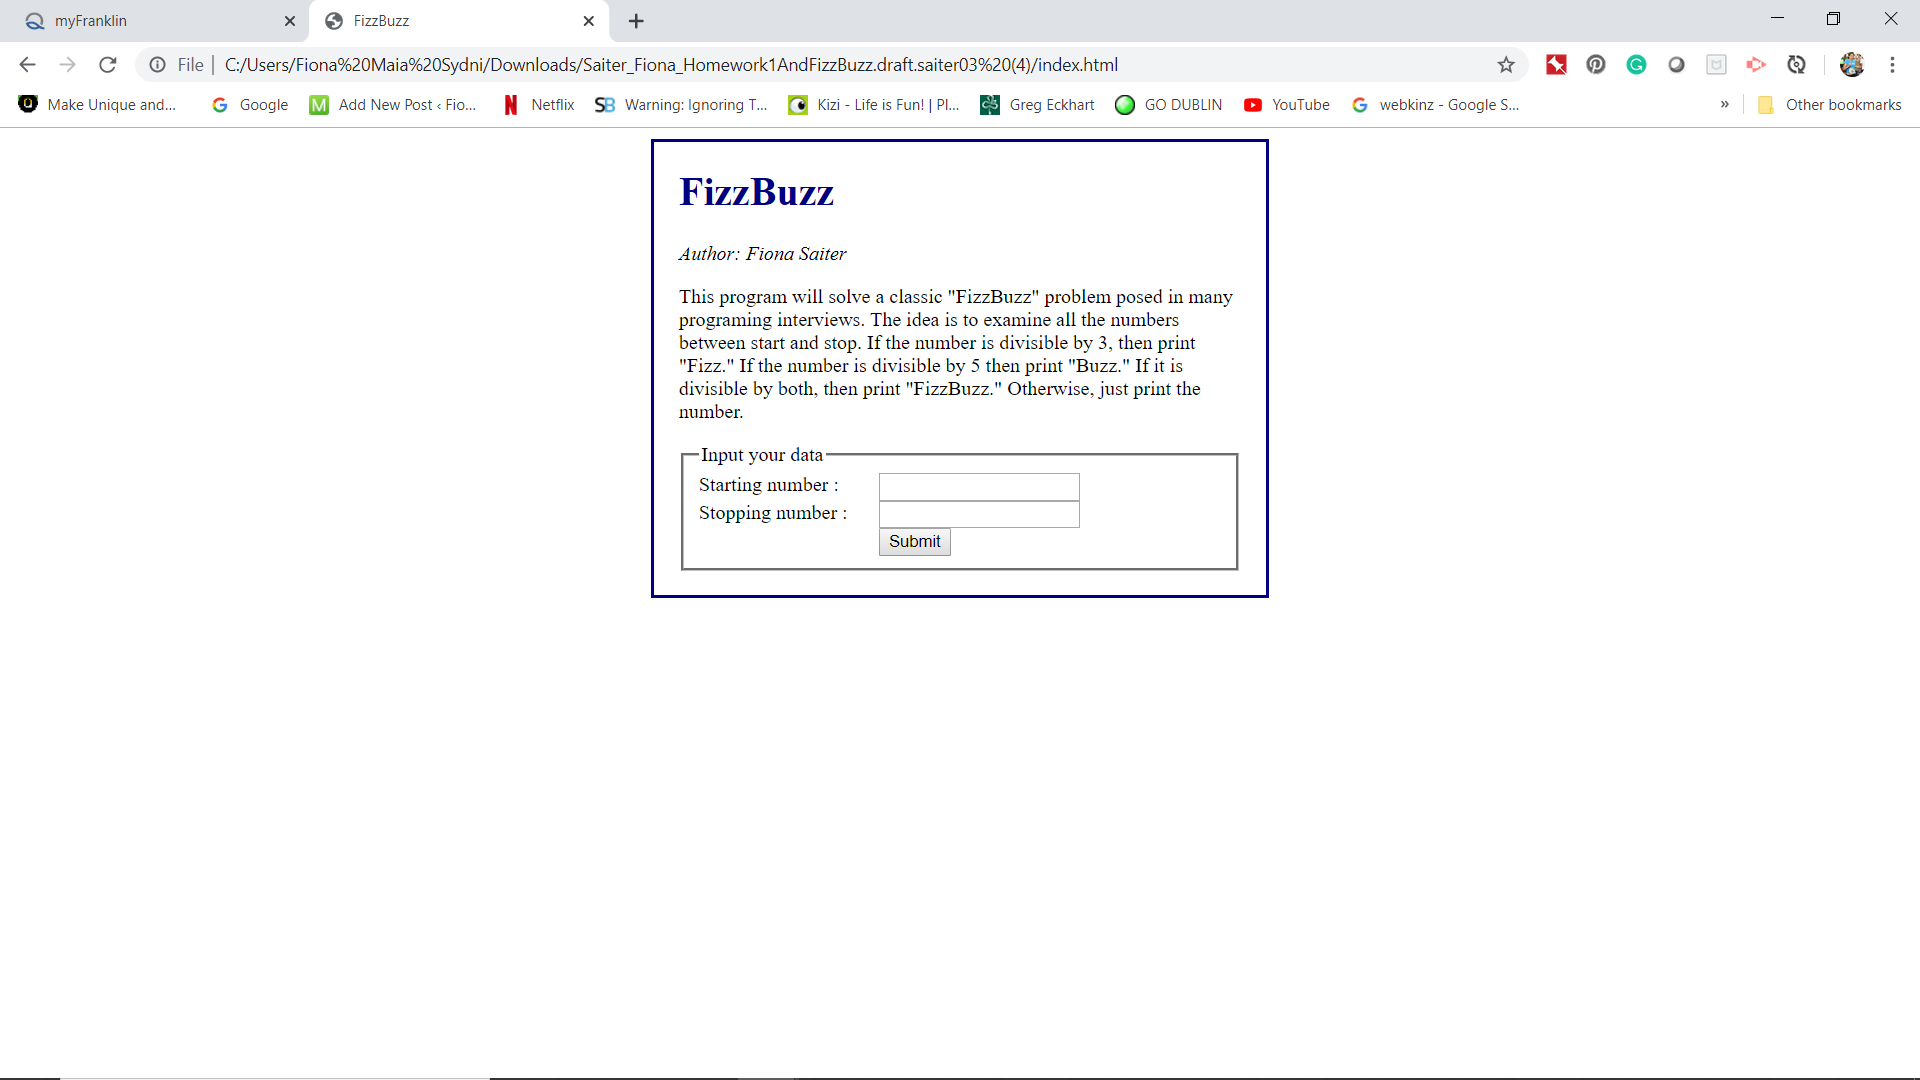 myFranklin
FizzBuzz
File | C:/Users/Fiona%20Maia%20Sydni/Downloads/Saiter_Fiona_Homework1AndFizzBuzz.draft.saiter03%20(4)/index.html
Make Unique and... Google Add New Post ‹ Fio... Netflix Warning: Ignoring T... Kizi - Life is Fun! | Pl... Greg Eckhart GO DUBLIN YouTube webkinz - Google S... » Other bookmarks
FizzBuzz
Author: Fiona Saiter
This program will solve a classic "FizzBuzz" problem posed in many
programing interviews. The idea is to examine all the numbers
between start and stop. If the number is divisible by 3, then print
"Fizz." If the number is divisible by 5 then print "Buzz." If it is
divisible by both, then print "FizzBuzz." Otherwise, just print the
number.
Input your data
Starting number :
Stopping number :
Submit